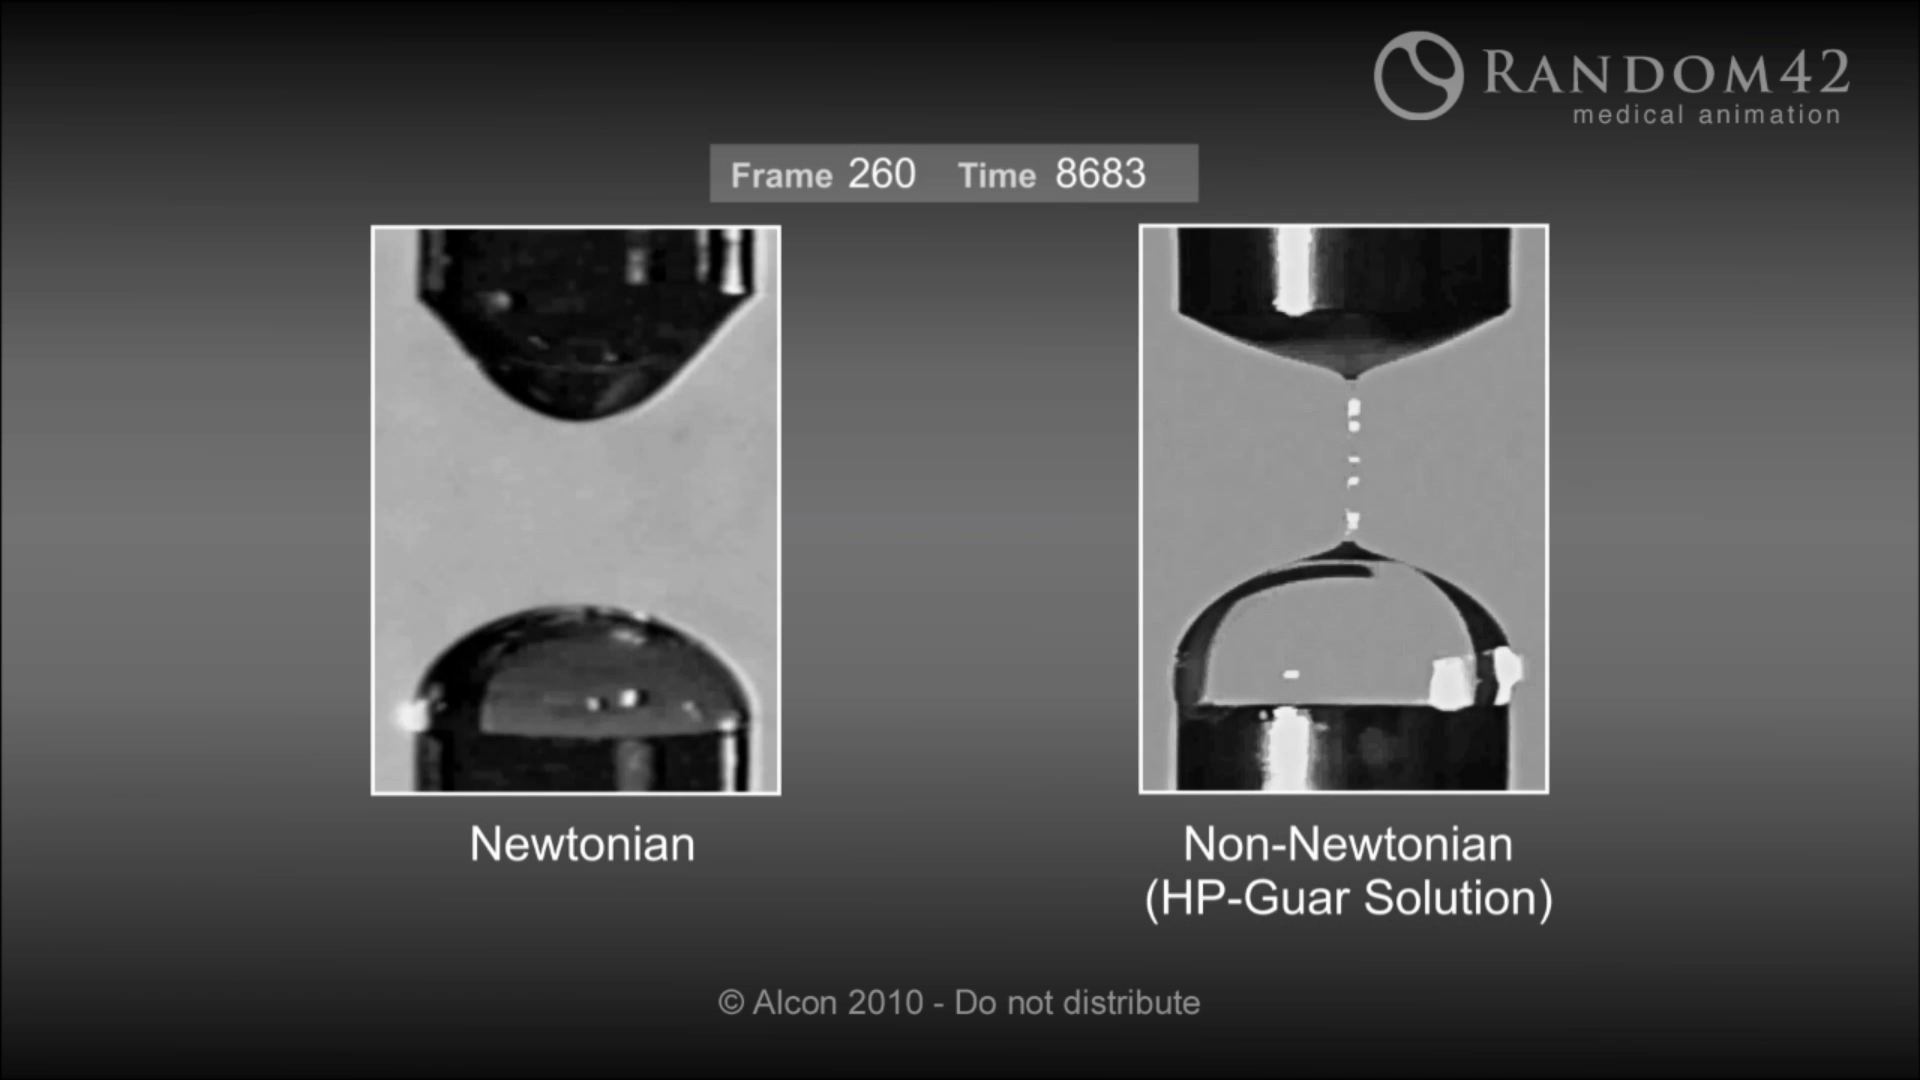 RANDOM42
medical animation
Frame 260 Time 8683
Newtonian
Non-Newtonian
(HP-Guar Solution)
© Alcon 2010 - Do not distribute